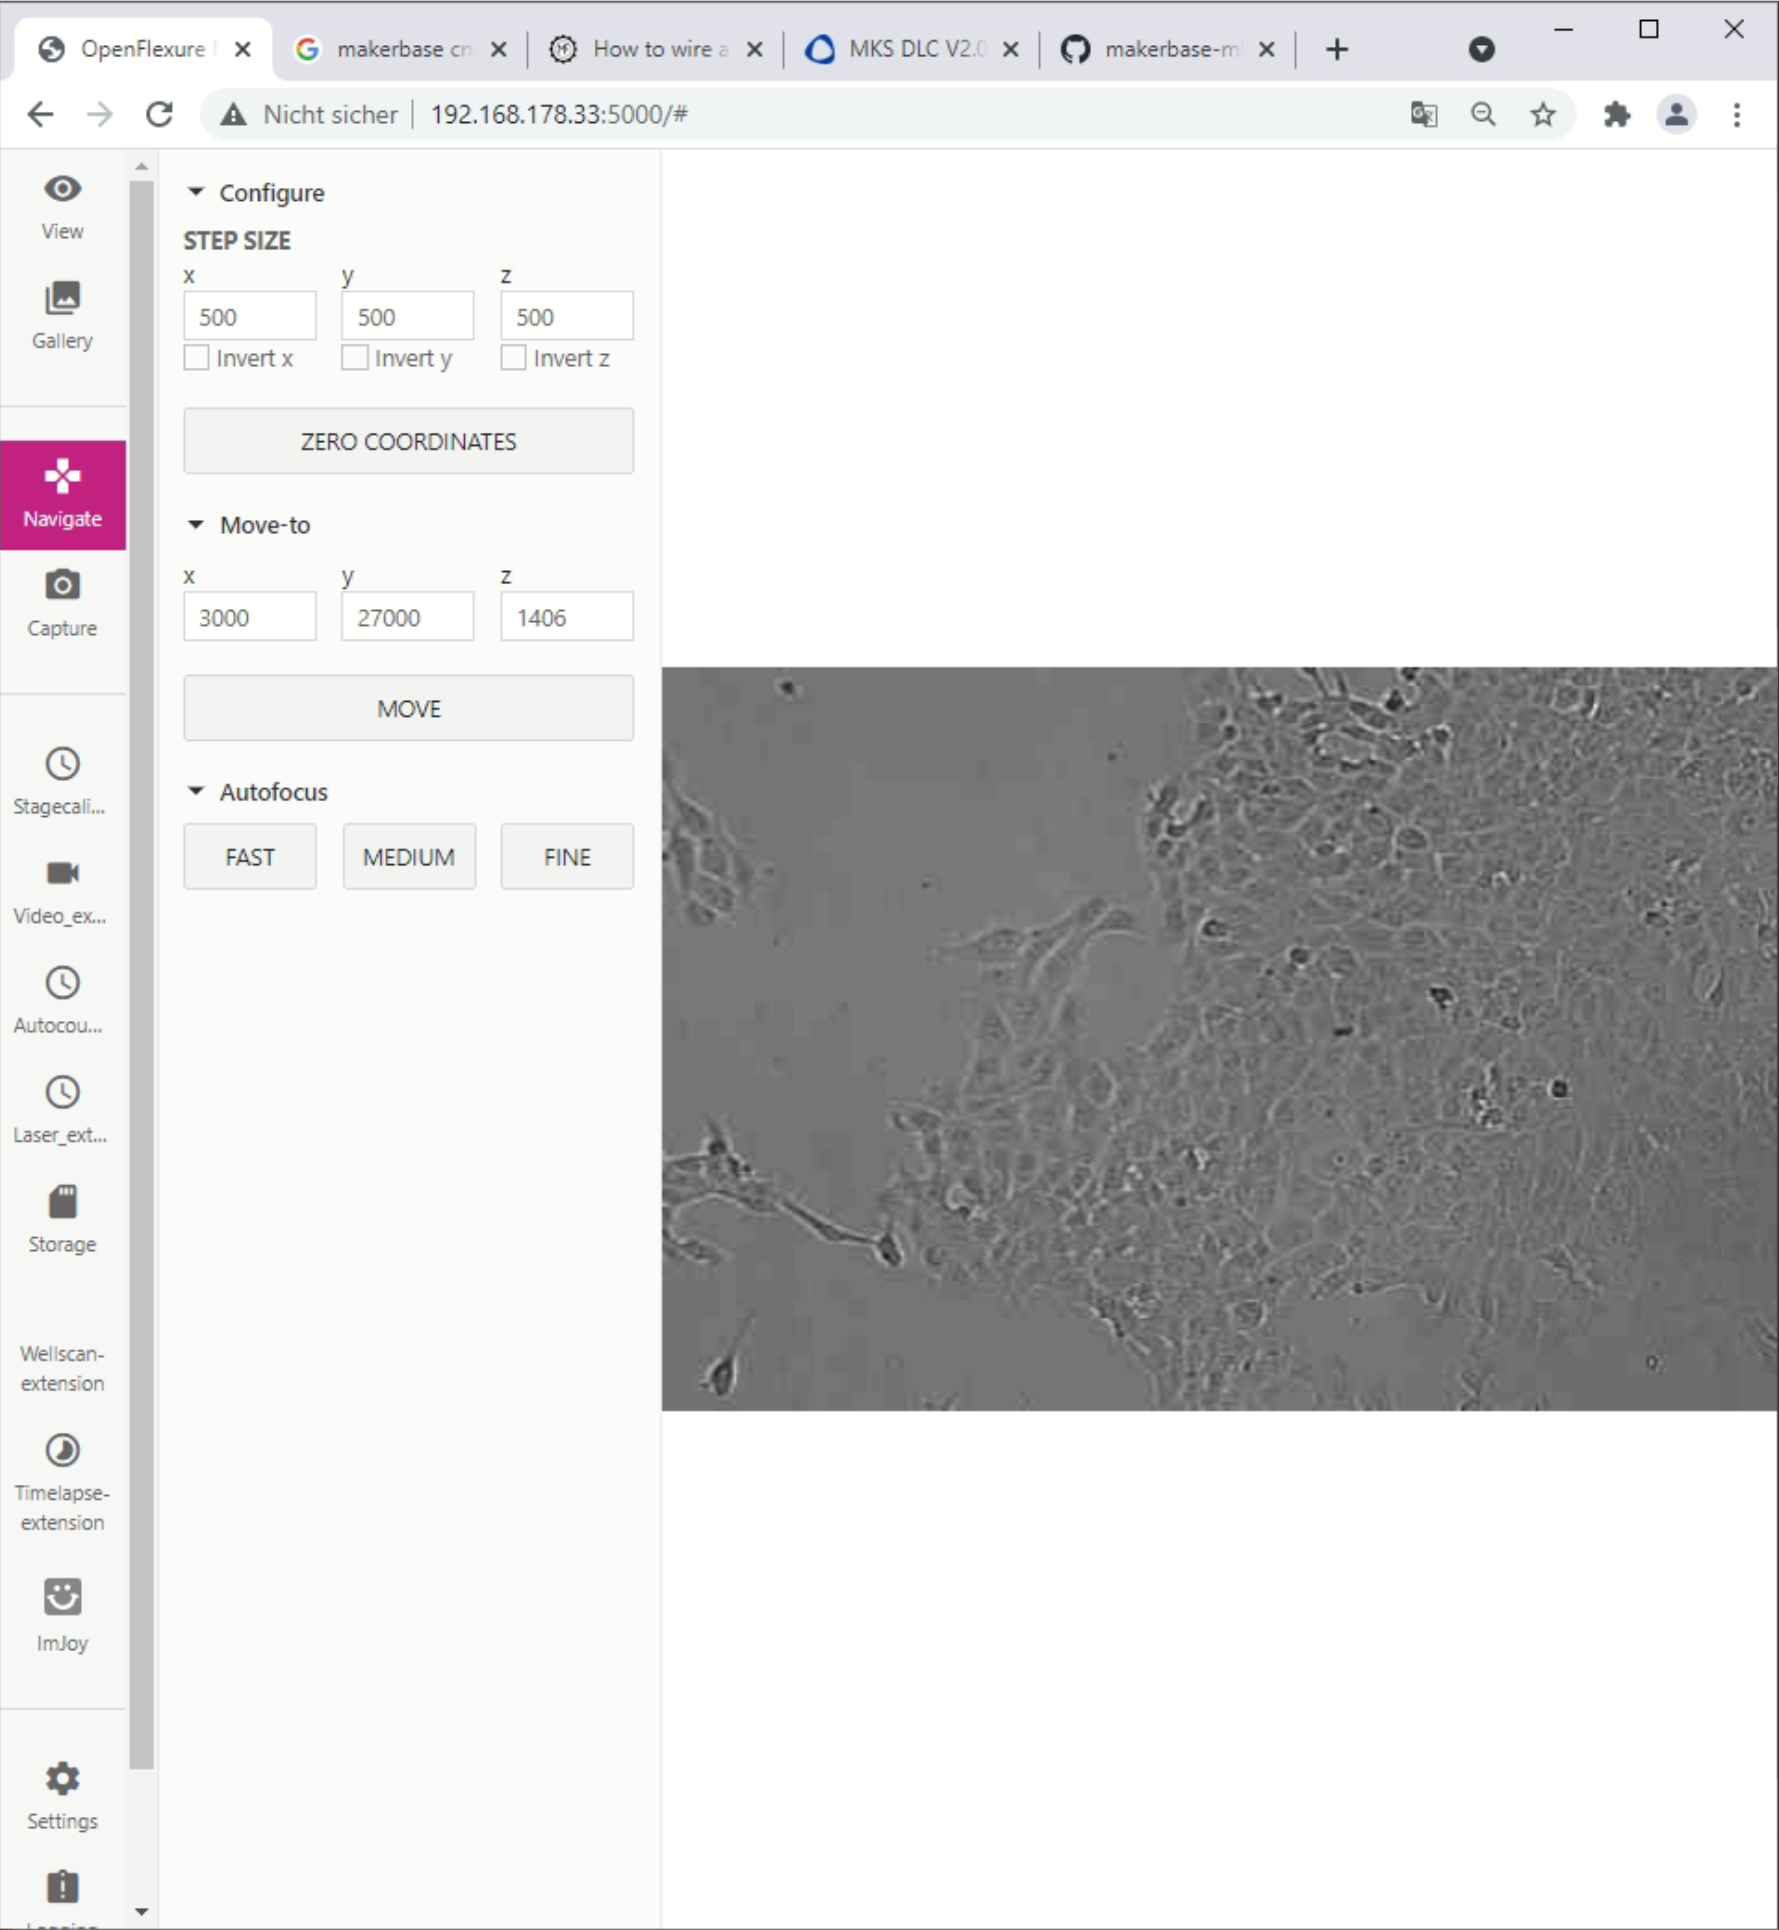 OpenFlexure
makerbase cn
How to wire a
MKS DLC V2.0
makerbase-m
Nicht sicher
192.168.178.33:5000/#
View
Gallery
Navigate
Capture
Stagecali...
Video_ex...
Autocou...
Laser_ext...
Storage
Wellscan-
extension
Timelapse-
extension
ImJoy
Settings
Configure
STEP SIZE
x y z
500 500 500
Invert x Invert y Invert z
ZERO COORDINATES
Move-to
x y z
3000 27000 1406
MOVE
Autofocus
FAST MEDIUM FINE